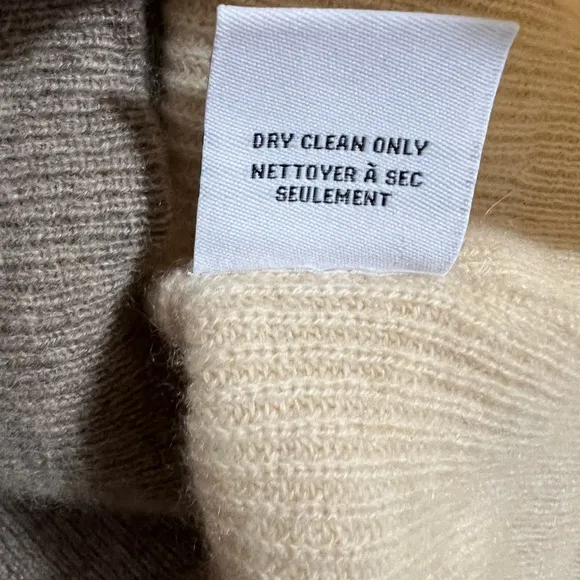 DRY CLEAN ONLY
NETTOYER À SEC
SEULEMENT